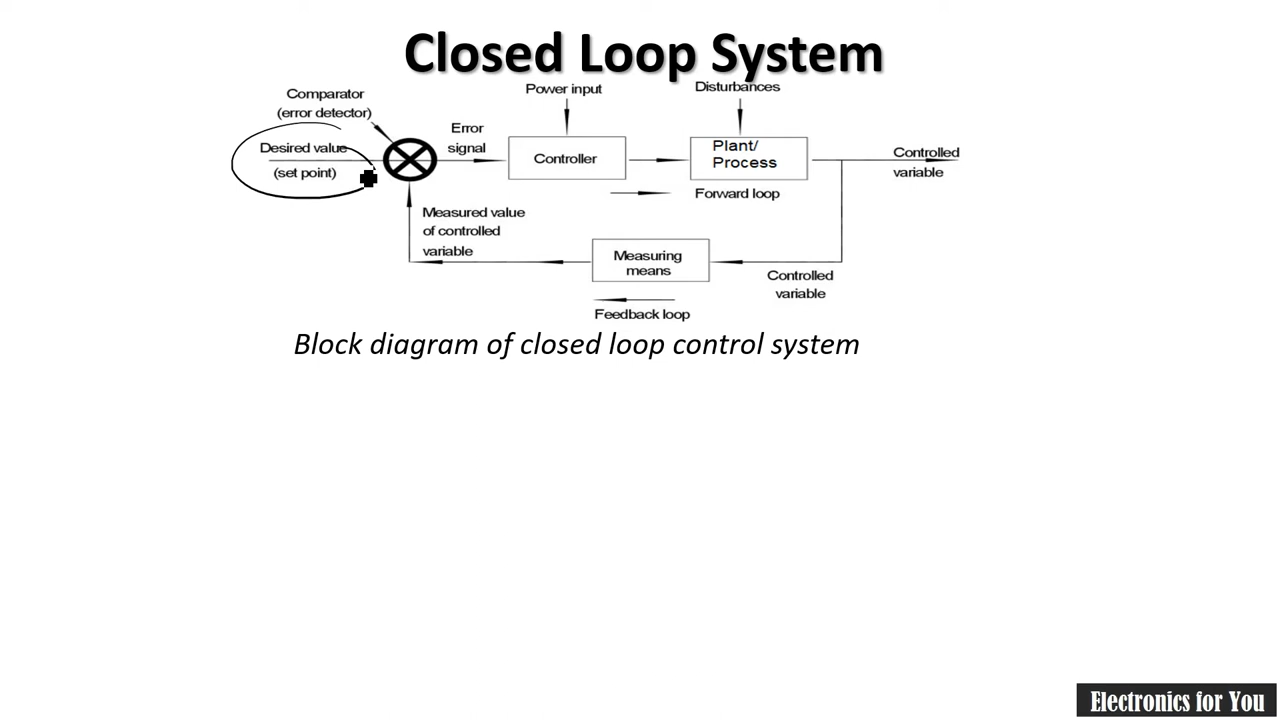 Closed Loop System
Comparator
(error detector)
Power input
Disturbances
Desired value
(set point)
Error
signal
Controller
Plant/
Process
Controlled
variable
Forward loop
Measured value
of controlled
variable
Measuring
means
Controlled
variable
Feedback loop
Block diagram of closed loop control system
Electronics for You